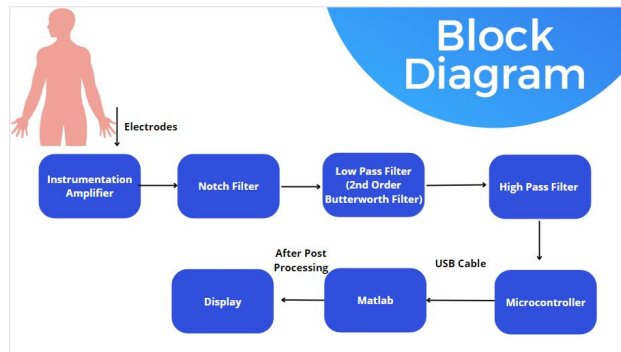 Block
Diagram
Electrodes
Instrumentation
Amplifier
Notch Filter
Low Pass Filter
(2nd Order
Butterworth Filter)
High Pass Filter
After Post
Processing
USB Cable
Display
Matlab
Microcontroller